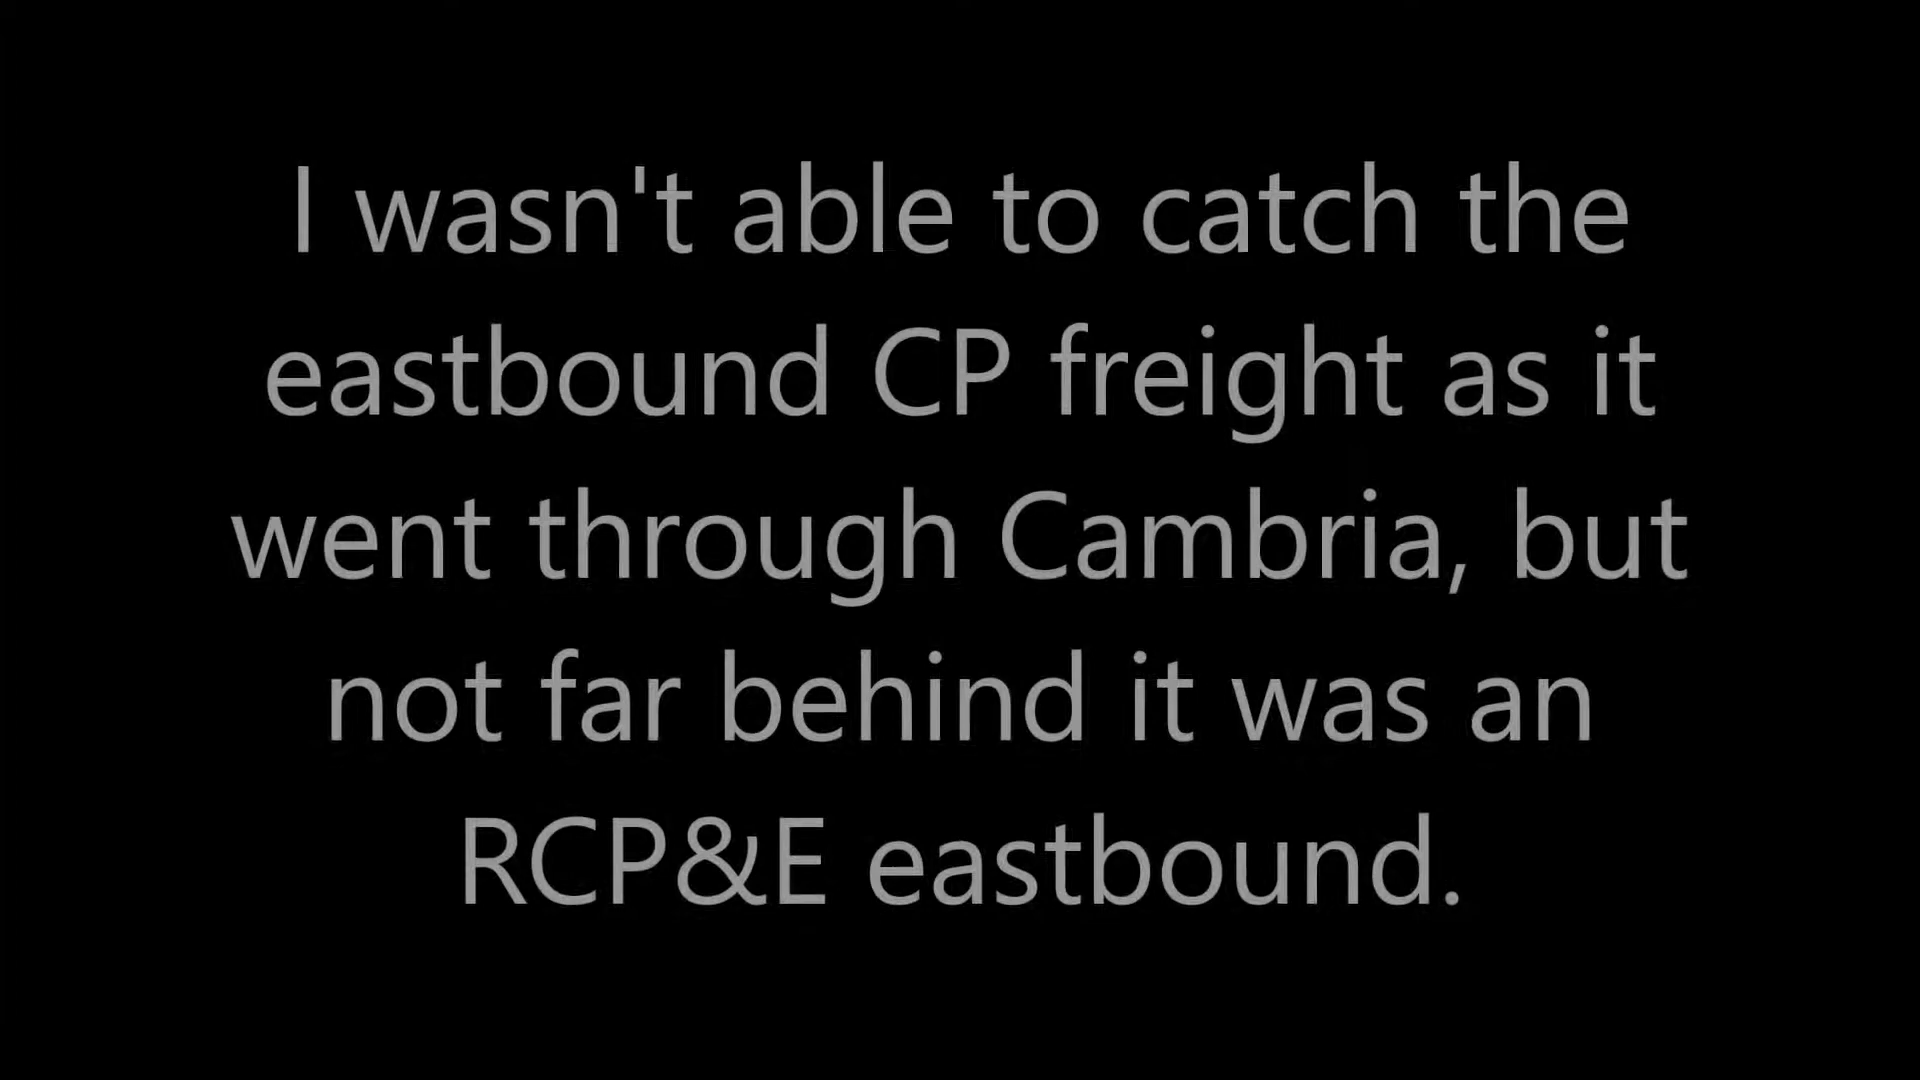 I wasn't able to catch the
eastbound CP freight as it
went through Cambria, but
not far behind it was an
RCP&E eastbound.